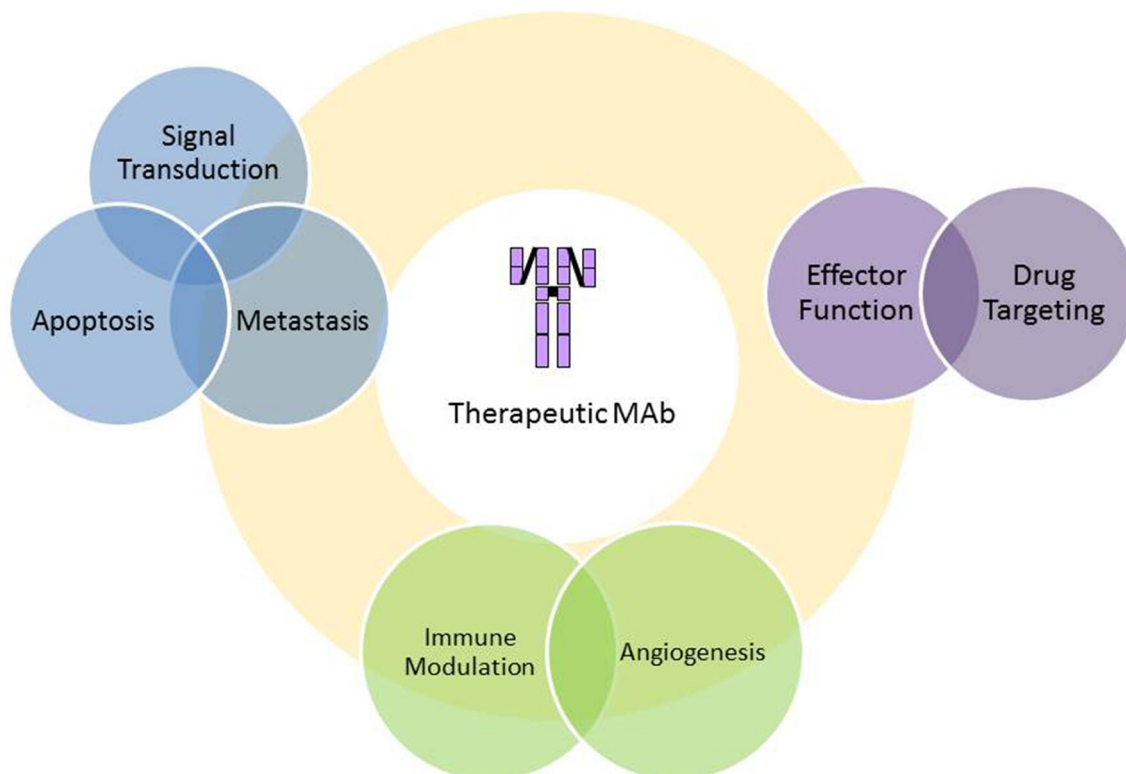 Signal
Transduction
Apoptosis
Metastasis
Effector
Function
Drug
Targeting
Therapeutic MAb
Immune
Modulation
Angiogenesis